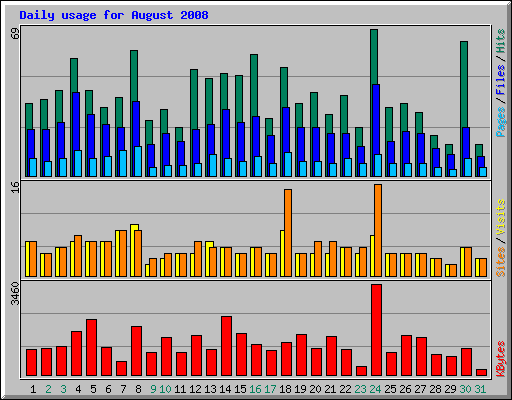 Daily usage for August 2008
69
Pages / Files / Hits
16
Sites / Visits
3460
KBytes
1 2 3 4 5 6 7 8 9 10 11 12 13 14 15 16 17 18 19 20 21 22 23 24 25 26 27 28 29 30 31